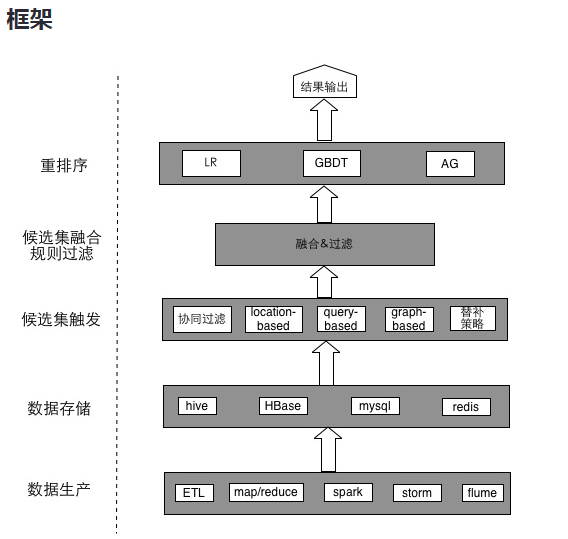 框架
结果输出
重排序
LR
GBDT
AG
候选集融合
规则过滤
融合&过滤
候选集触发
协同过滤
location-
based
query-
based
graph-
based
替补
策略
数据存储
hive
HBase
mysql
redis
数据生产
ETL
map/reduce
spark
storm
flume